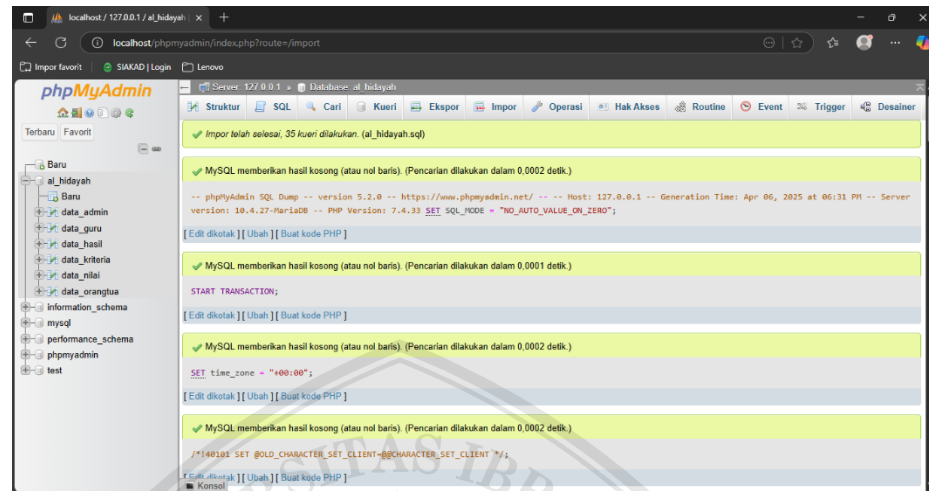 localhost / 127.0.0.1 / al_hidayah |
localhost/phpmyadmin/index.php?route=/import
Impor favorit
SIAKAD | Login
Lenovo
phpMyAdmin
Terbaru Favorit
Baru
al_hidayah
Baru
data_admin
data_guru
data_hasil
data_kriteria
data_nilai
data_orangtua
information_schema
mysql
performance_schema
phpmyadmin
test
Server: 127.0.0.1 » Database: al_hidayah
Struktur SQL Cari Kueri Ekspor Impor Operasi Hak Akses Routine Event Trigger Desainer
Impor telah selesai, 35 kueri dilakukan. (al_hidayah.sql)
MySQL memberikan hasil kosong (atau nol baris). (Pencarian dilakukan dalam 0,0002 detik.)
-- phpMyAdmin SQL Dump -- version 5.2.0 -- https://www.phpmyadmin.net/ -- -- Host: 127.0.0.1 -- Generation Time: Apr 06, 2025 at 06:31 PM -- Server
version: 10.4.27-MariaDB -- PHP Version: 7.4.33 SET SQL_MODE = "NO_AUTO_VALUE_ON_ZERO";
[ Edit dikotak ] [ Ubah ] [ Buat kode PHP ]
MySQL memberikan hasil kosong (atau nol baris). (Pencarian dilakukan dalam 0,0001 detik.)
START TRANSACTION;
[ Edit dikotak ] [ Ubah ] [ Buat kode PHP ]
MySQL memberikan hasil kosong (atau nol baris). (Pencarian dilakukan dalam 0,0002 detik.)
SET time_zone = "+00:00";
[ Edit dikotak ] [ Ubah ] [ Buat kode PHP ]
MySQL memberikan hasil kosong (atau nol baris). (Pencarian dilakukan dalam 0,0002 detik.)
/*!40101 SET @OLD_CHARACTER_SET_CLIENT=@@CHARACTER_SET_CLIENT */;
[ Edit dikotak ] [ Ubah ] [ Buat kode PHP ]
Konsol